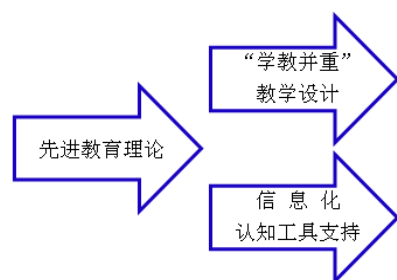 先进教育理论
“学教并重”
教学设计
信 息 化
认知工具支持